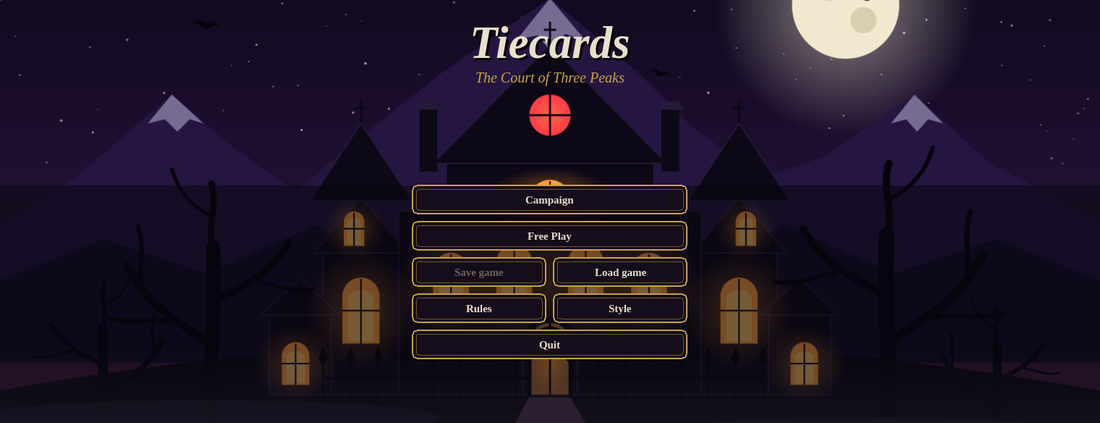 Tiecards
The Court of Three Peaks
Campaign
Free Play
Save game
Load game
Rules
Style
Quit